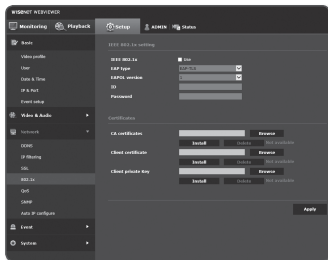 WISENET WEBVIEWER
Monitoring
Playback
Setup
ADMIN
Status
Basic
Video profile
User
Date & Time
IP & Port
Event setup
Video & Audio
Network
DDNS
IP filtering
SSL
802.1x
QoS
SNMP
Auto IP configure
Event
System
IEEE 802.1x setting
IEEE 802.1x
Use
EAP type
EAP-TLS
EAPOL version
1
ID
Password
Certificates
CA certificates
Browse
Install
Delete
Not available
Client certificate
Browse
Install
Delete
Not available
Client private Key
Browse
Install
Delete
Not available
Apply